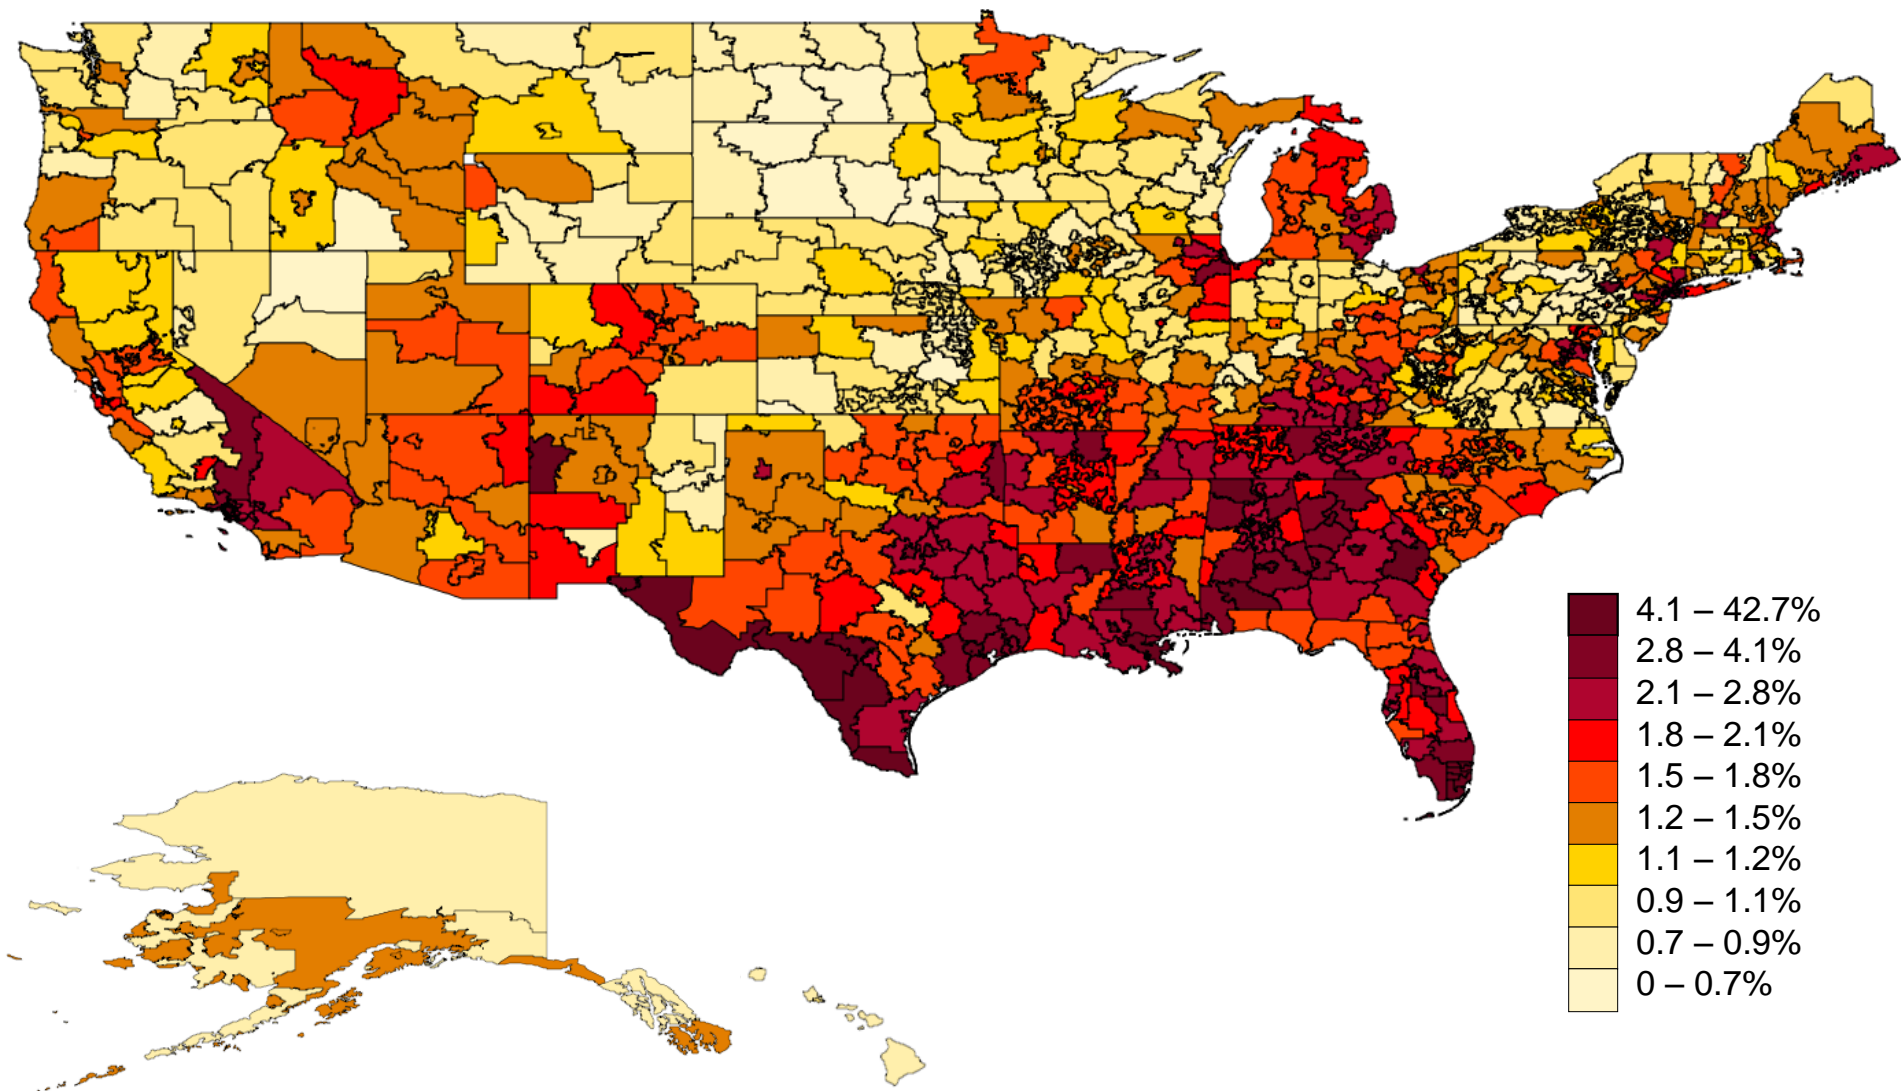 4.1 – 42.7%
2.8 – 4.1%
2.1 – 2.8%
1.8 – 2.1%
1.5 – 1.8%
1.2 – 1.5%
1.1 – 1.2%
0.9 – 1.1%
0.7 – 0.9%
0 – 0.7%